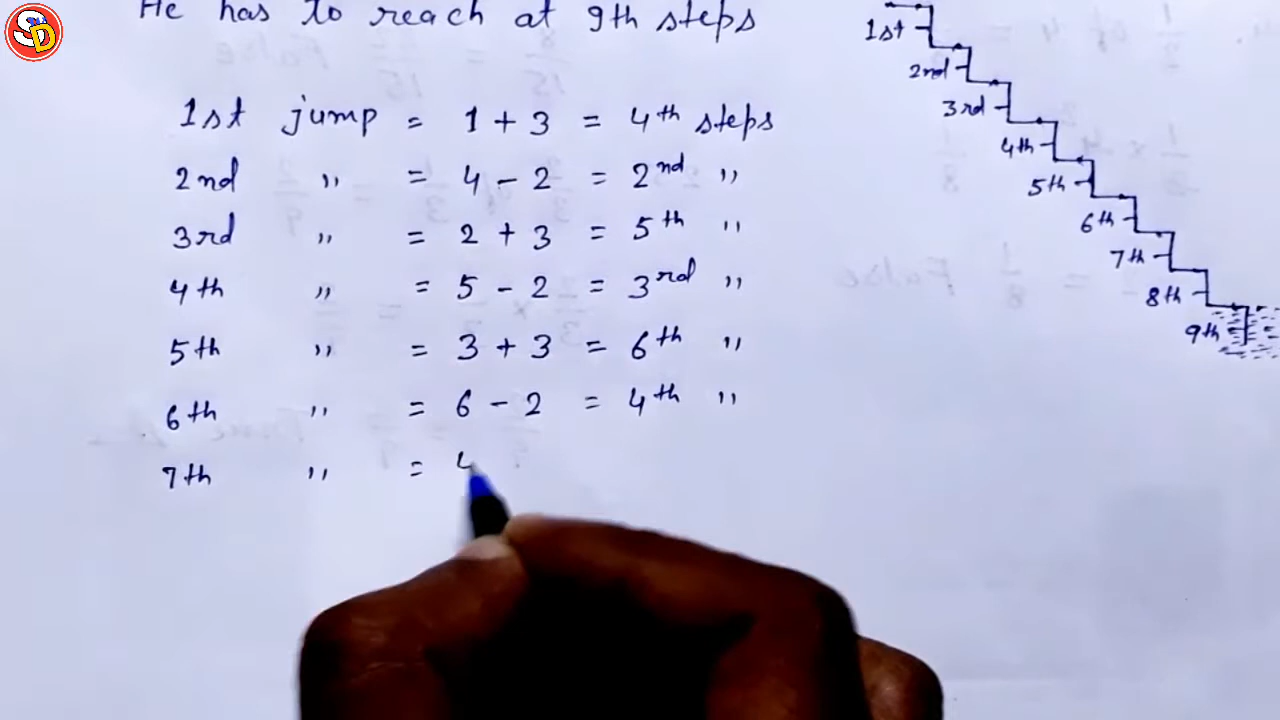 He has to reach at 9th steps
1st jump = 1 + 3 = 4th steps
2nd " = 4 - 2 = 2nd "
3rd " = 2 + 3 = 5th "
4th " = 5 - 2 = 3rd "
5th " = 3 + 3 = 6th "
6th " = 6 - 2 = 4th "
7th " = 4
1st
2nd
3rd
4th
5th
6th
7th
8th
9th
SD